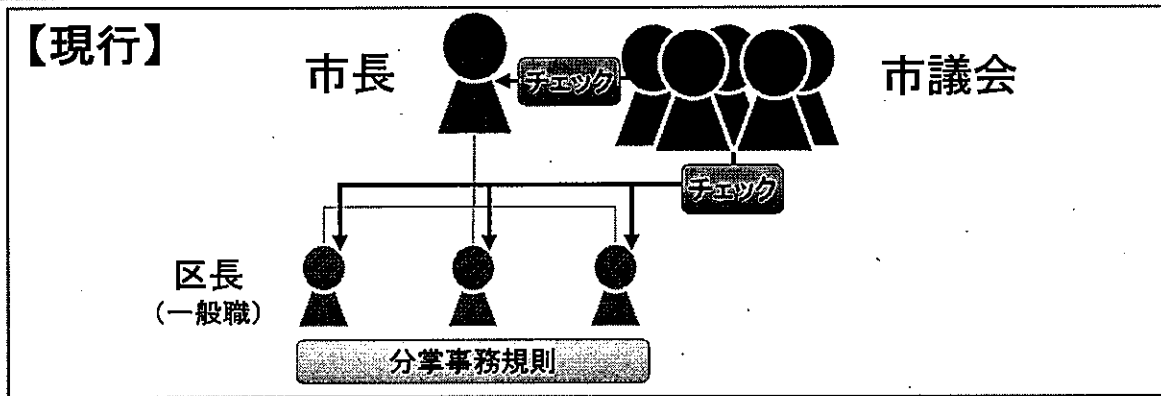 【現行】
市長
チェック
市議会
チェック
区長
（一般職）
分掌事務規則